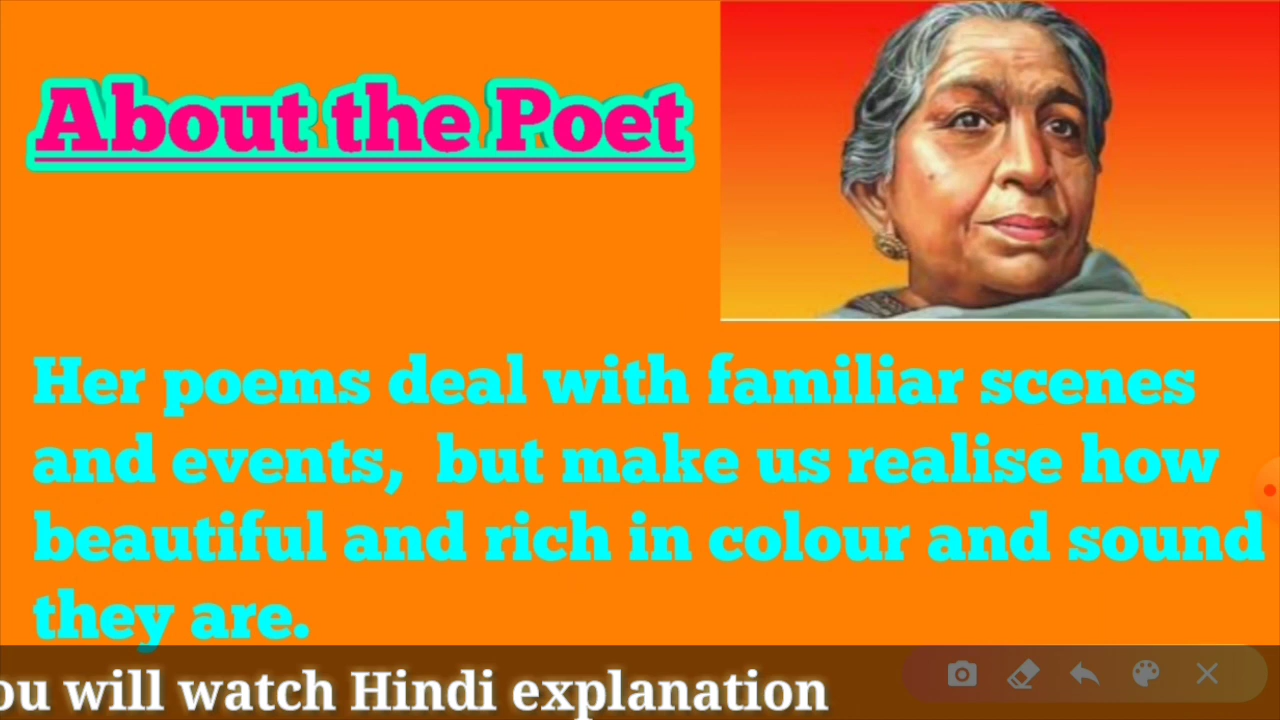 About the Poet
Her poems deal with familiar scenes
and events, but make us realise how
beautiful and rich in colour and sound
they are.
ou will watch Hindi explanation